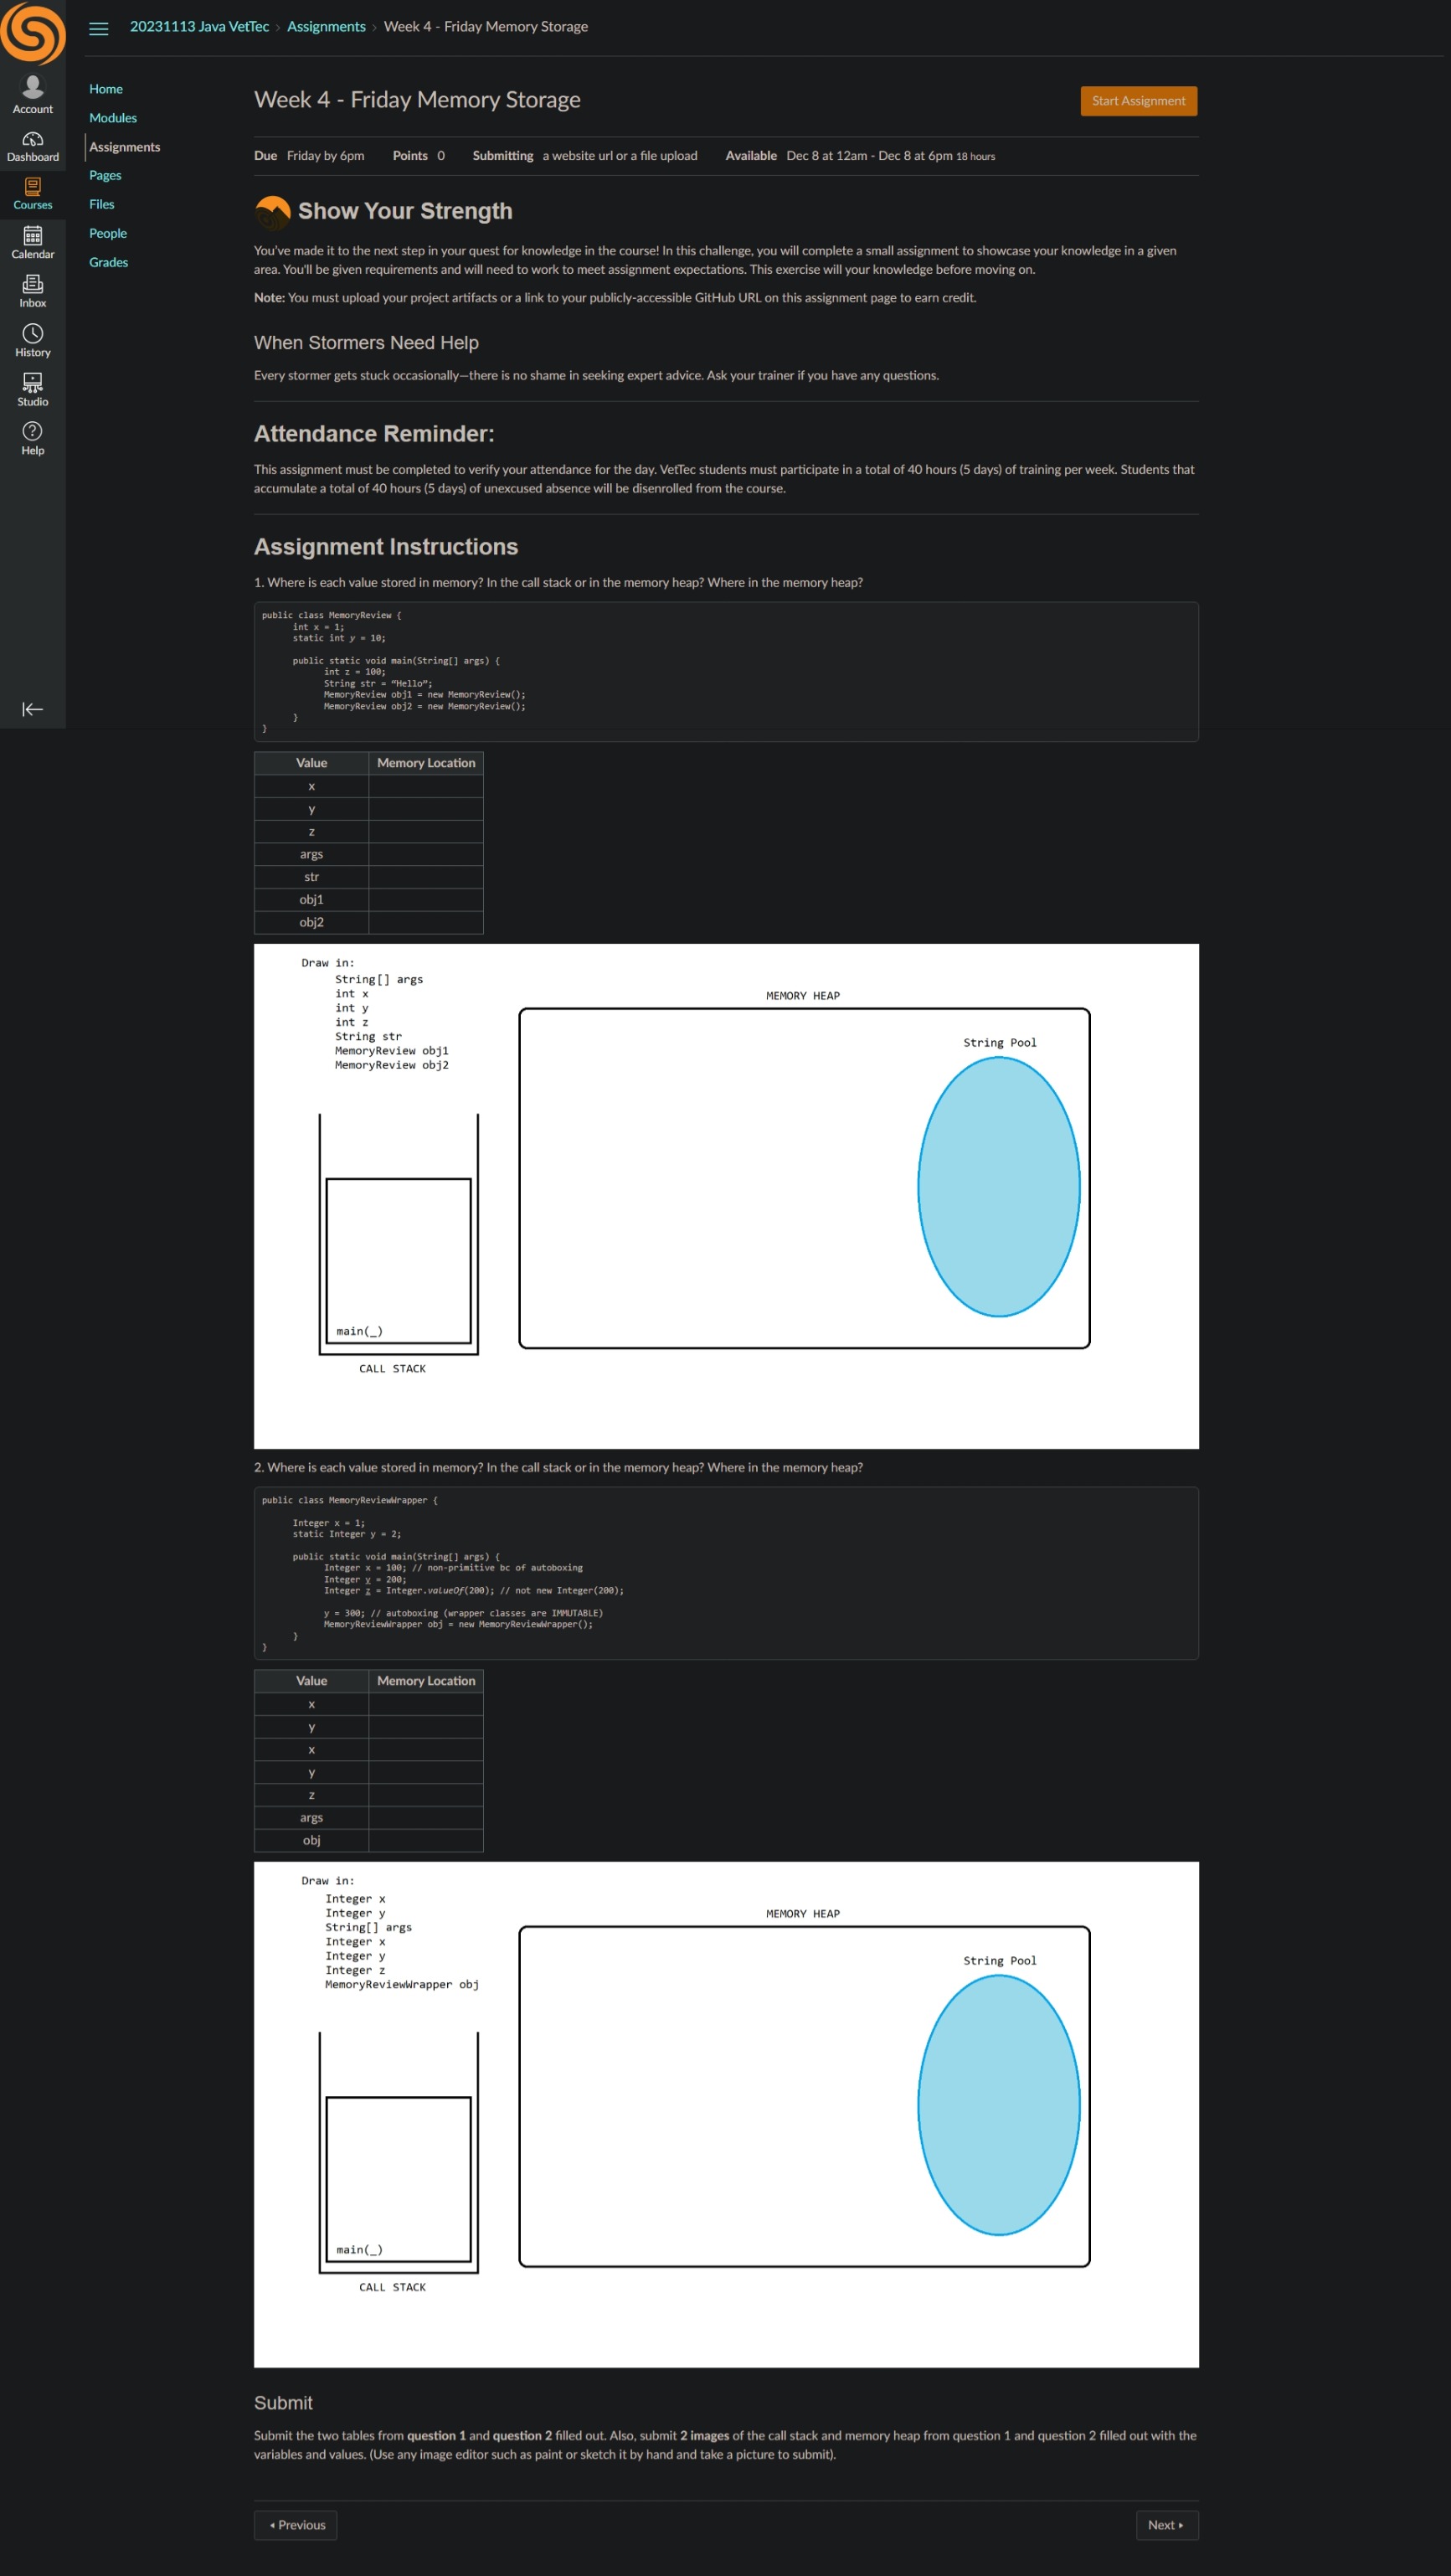 20231113 Java VetTec › Assignments › Week 4 - Friday Memory Storage
Account
Dashboard
Courses
Calendar
Inbox
History
Studio
Help
Home
Modules
Assignments
Pages
Files
People
Grades
Week 4 - Friday Memory Storage
Start Assignment
Due Friday by 6pm Points 0 Submitting a website url or a file upload Available Dec 8 at 12am - Dec 8 at 6pm 18 hours
Show Your Strength
You've made it to the next step in your quest for knowledge in the course! In this challenge, you will complete a small assignment to showcase your knowledge in a given
area. You'll be given requirements and will need to work to meet assignment expectations. This exercise will your knowledge before moving on.
Note: You must upload your project artifacts or a link to your publicly-accessible GitHub URL on this assignment page to earn credit.
When Stormers Need Help
Every stormer gets stuck occasionally—there is no shame in seeking expert advice. Ask your trainer if you have any questions.
Attendance Reminder:
This assignment must be completed to verify your attendance for the day. VetTec students must participate in a total of 40 hours (5 days) of training per week. Students that
accumulate a total of 40 hours (5 days) of unexcused absence will be disenrolled from the course.
Assignment Instructions
1. Where is each value stored in memory? In the call stack or in the memory heap? Where in the memory heap?
public class MemoryReview {
int x = 1;
static int y = 10;
public static void main(String[] args) {
int z = 100;
String str = “Hello”;
MemoryReview obj1 = new MemoryReview();
MemoryReview obj2 = new MemoryReview();
}
}
Value Memory Location
x
y
z
args
str
obj1
obj2
Draw in:
String[] args
int x
int y
int z
String str
MemoryReview obj1
MemoryReview obj2
MEMORY HEAP
String Pool
main(_)
CALL STACK
2. Where is each value stored in memory? In the call stack or in the memory heap? Where in the memory heap?
public class MemoryReviewWrapper {
Integer x = 1;
static Integer y = 2;
public static void main(String[] args) {
Integer x = 100; // non-primitive bc of autoboxing
Integer y = 200;
Integer z = Integer.valueOf(200); // not new Integer(200);
y = 300; // autoboxing (wrapper classes are IMMUTABLE)
MemoryReviewWrapper obj = new MemoryReviewWrapper();
}
}
Value Memory Location
x
y
x
y
z
args
obj
Draw in:
Integer x
Integer y
String[] args
Integer x
Integer y
Integer z
MemoryReviewWrapper obj
MEMORY HEAP
String Pool
main(_)
CALL STACK
Submit
Submit the two tables from question 1 and question 2 filled out. Also, submit 2 images of the call stack and memory heap from question 1 and question 2 filled out with the
variables and values. (Use any image editor such as paint or sketch it by hand and take a picture to submit).
Previous
Next